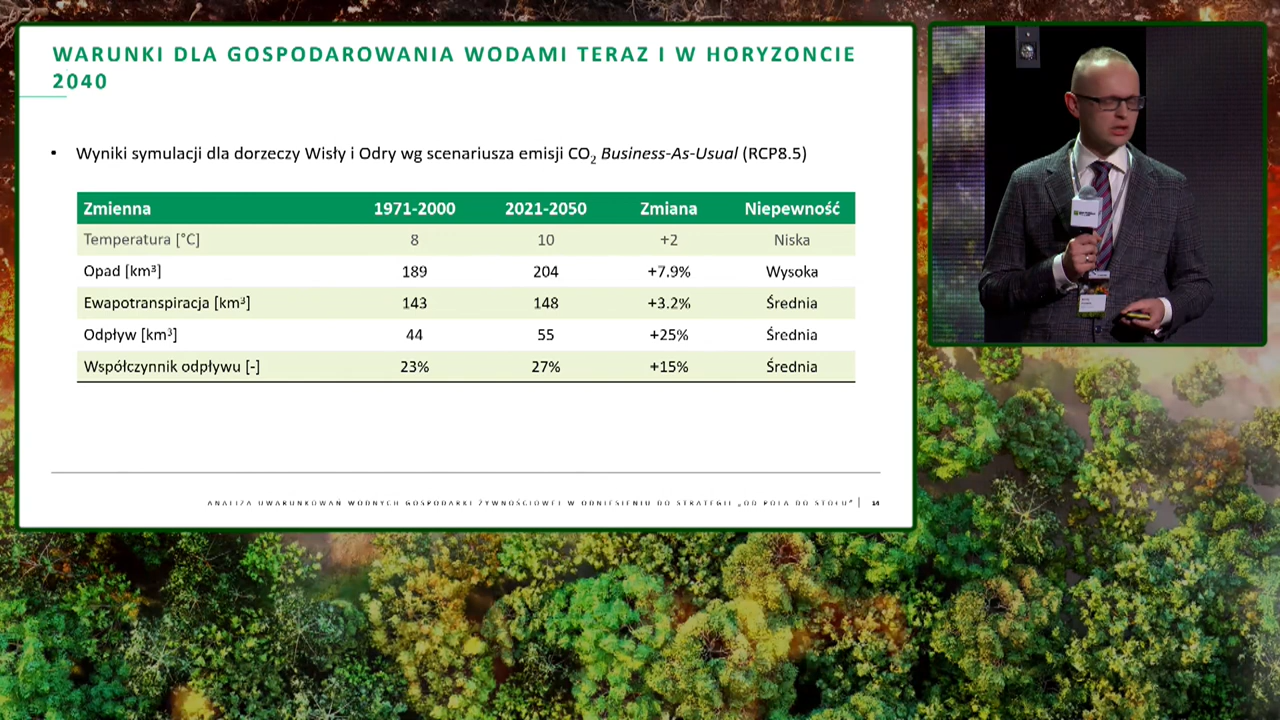 WARUNKI DLA GOSPODAROWANIA WODAMI TERAZ I W HORYZONCIE
2040
• Wyniki symulacji dla dorzeczy Wisły i Odry wg scenariusza emisji CO₂ Business-As-Usual (RCP8.5)
Zmienna 1971-2000 2021-2050 Zmiana Niepewność
Temperatura [°C] 8 10 +2 Niska
Opad [km³] 189 204 +7.9% Wysoka
Ewapotranspiracja [km³] 143 148 +3.2% Średnia
Odpływ [km³] 44 55 +25% Średnia
Współczynnik odpływu [-] 23% 27% +15% Średnia
ANALIZA UWARUNKOWAŃ WODNYCH GOSPODARKI ŻYWNOŚCIOWEJ W ODNIESIENIU DO STRATEGII „OD POLA DO STOŁU” | 14